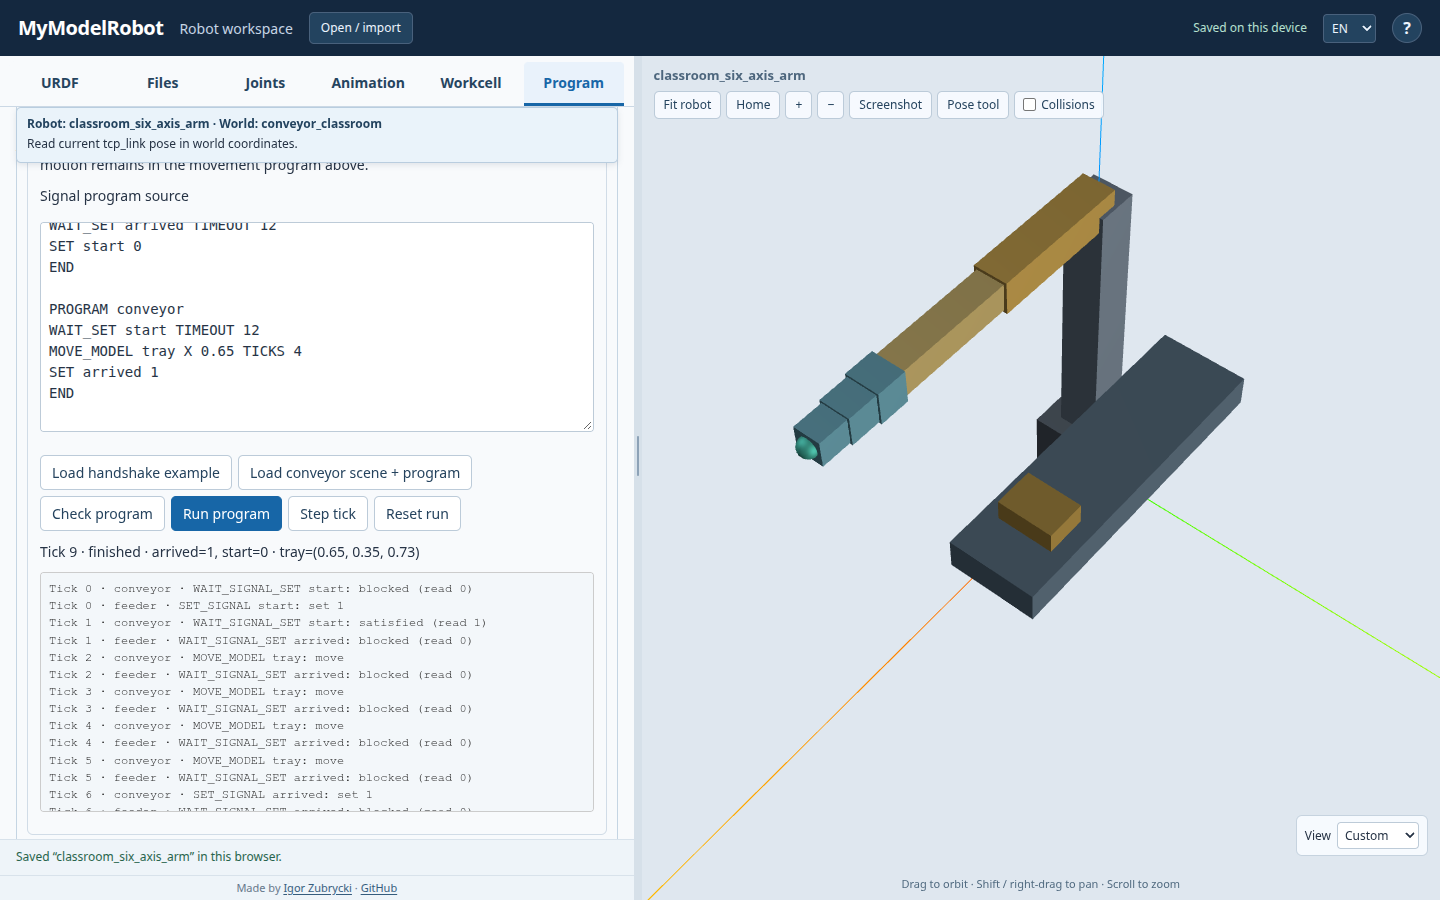 MyModelRobot Robot workspace Open / import Saved on this device EN ?
URDF Files Joints Animation Workcell Program
Robot: classroom_six_axis_arm · World: conveyor_classroom
Read current tcp_link pose in world coordinates.
motion remains in the movement program above.
Signal program source
WAIT_SET arrived TIMEOUT 12
SET start 0
END
PROGRAM conveyor
WAIT_SET start TIMEOUT 12
MOVE_MODEL tray X 0.65 TICKS 4
SET arrived 1
END
Load handshake example Load conveyor scene + program
Check program Run program Step tick Reset run
Tick 9 · finished · arrived=1, start=0 · tray=(0.65, 0.35, 0.73)
Tick 0 · conveyor · WAIT_SIGNAL_SET start: blocked (read 0)
Tick 0 · feeder · SET_SIGNAL start: set 1
Tick 1 · conveyor · WAIT_SIGNAL_SET start: satisfied (read 1)
Tick 1 · feeder · WAIT_SIGNAL_SET arrived: blocked (read 0)
Tick 2 · conveyor · MOVE_MODEL tray: move
Tick 2 · feeder · WAIT_SIGNAL_SET arrived: blocked (read 0)
Tick 3 · conveyor · MOVE_MODEL tray: move
Tick 3 · feeder · WAIT_SIGNAL_SET arrived: blocked (read 0)
Tick 4 · conveyor · MOVE_MODEL tray: move
Tick 4 · feeder · WAIT_SIGNAL_SET arrived: blocked (read 0)
Tick 5 · conveyor · MOVE_MODEL tray: move
Tick 5 · feeder · WAIT_SIGNAL_SET arrived: blocked (read 0)
Tick 6 · conveyor · SET_SIGNAL arrived: set 1
Tick 6 · feeder · WAIT_SIGNAL_SET arrived: blocked (read 0)
Saved “classroom_six_axis_arm” in this browser.
Made by Igor Zubrycki · GitHub
classroom_six_axis_arm
Fit robot Home + − Screenshot Pose tool Collisions
View Custom
Drag to orbit · Shift / right-drag to pan · Scroll to zoom